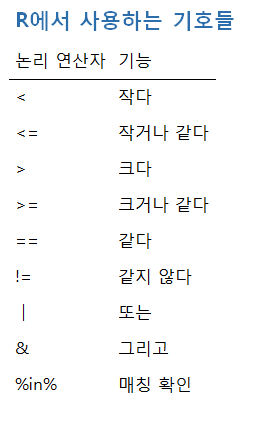 R에서 사용하는 기호들
논리 연산자 기능
< 작다
<= 작거나 같다
> 크다
>= 크거나 같다
== 같다
!= 같지 않다
| 또는
& 그리고
%in% 매칭 확인